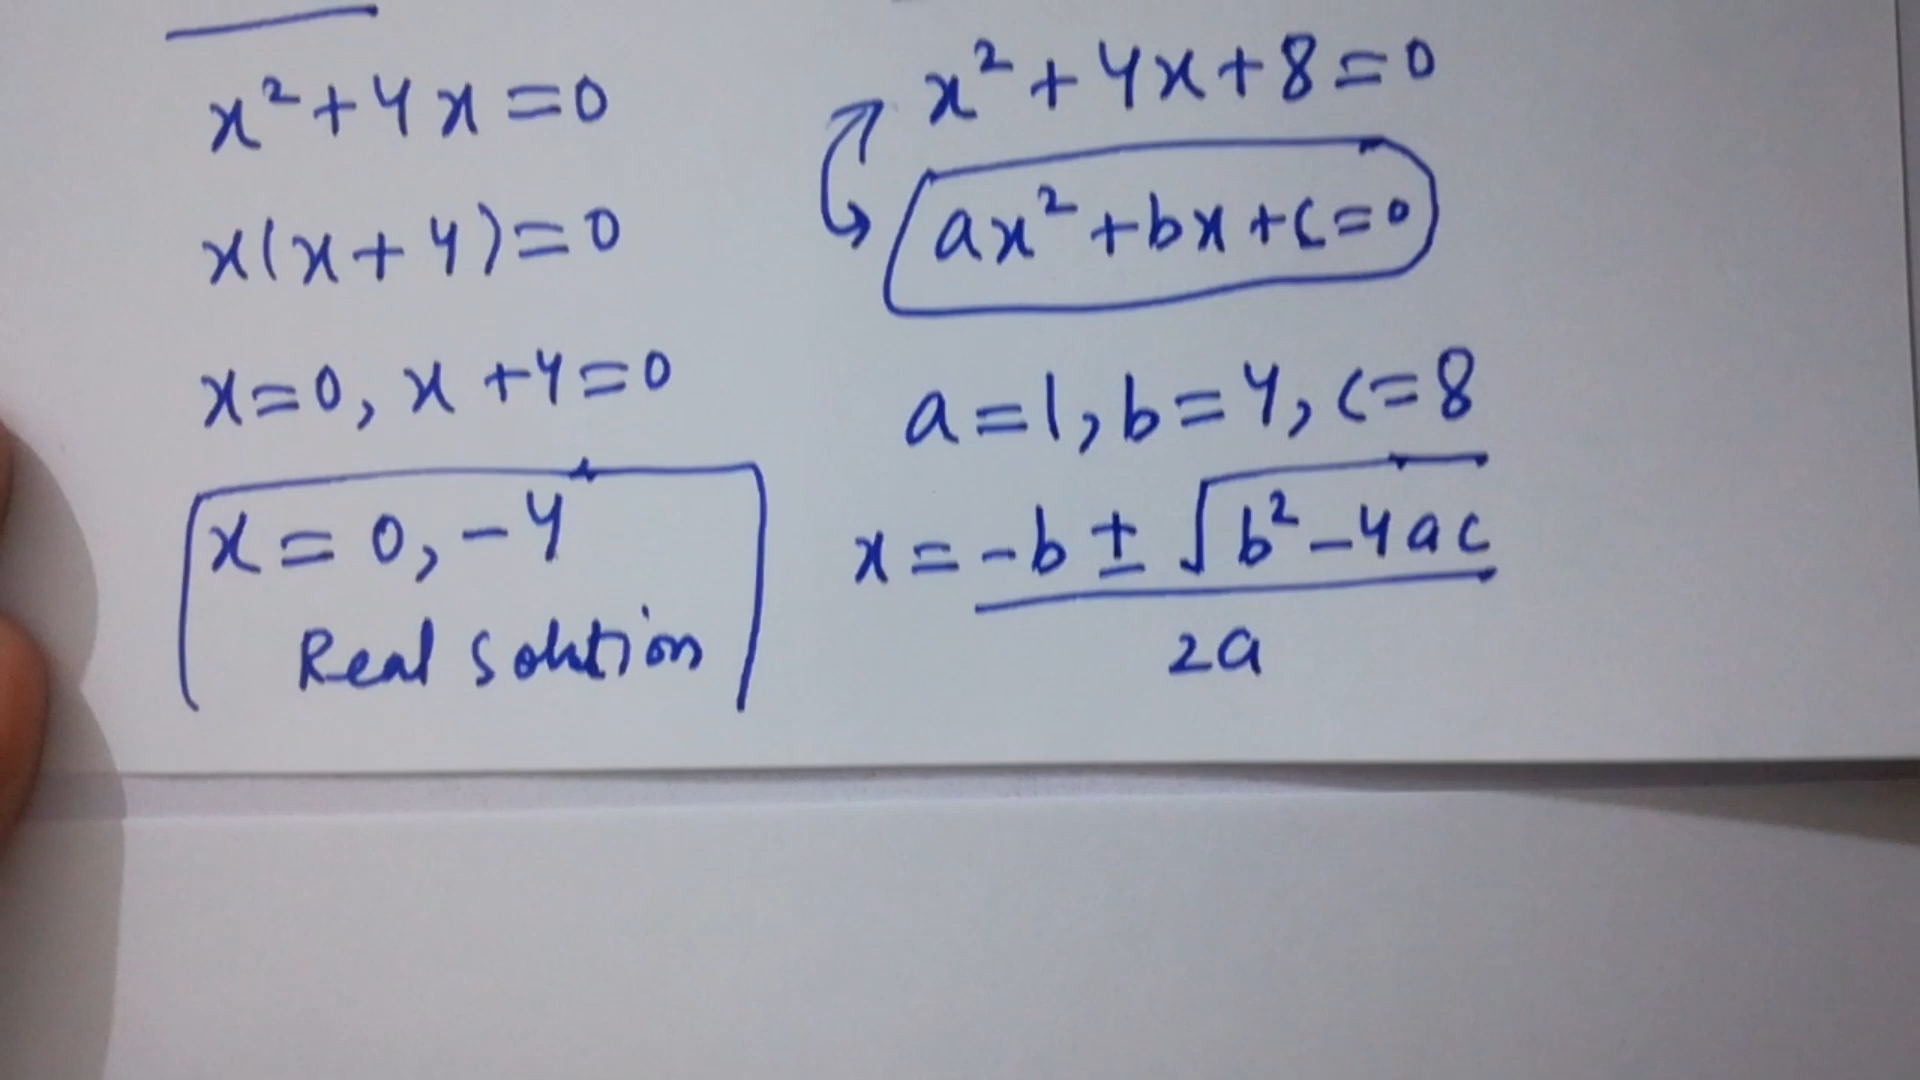 x²+4x=0
x(x+4)=0
x=0, x+4=0
x=0, -4
Real Solution
x²+4x+8=0
ax²+bx+c=0
a=1, b=4, c=8
x = -b ± √b²-4ac
2a